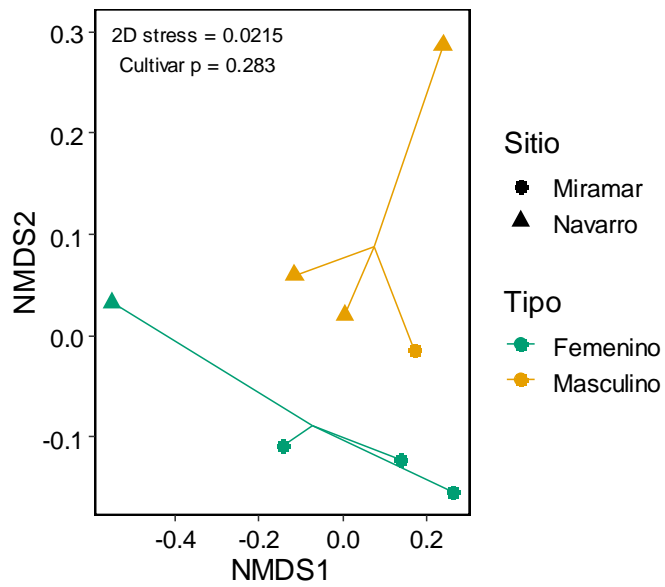 2D stress = 0.0215
Cultivar p = 0.283
0.3
0.2
0.1
0.0
-0.1
NMDS2
-0.4
-0.2
0.0
0.2
NMDS1
Sitio
Miramar
Navarro
Tipo
Femenino
Masculino